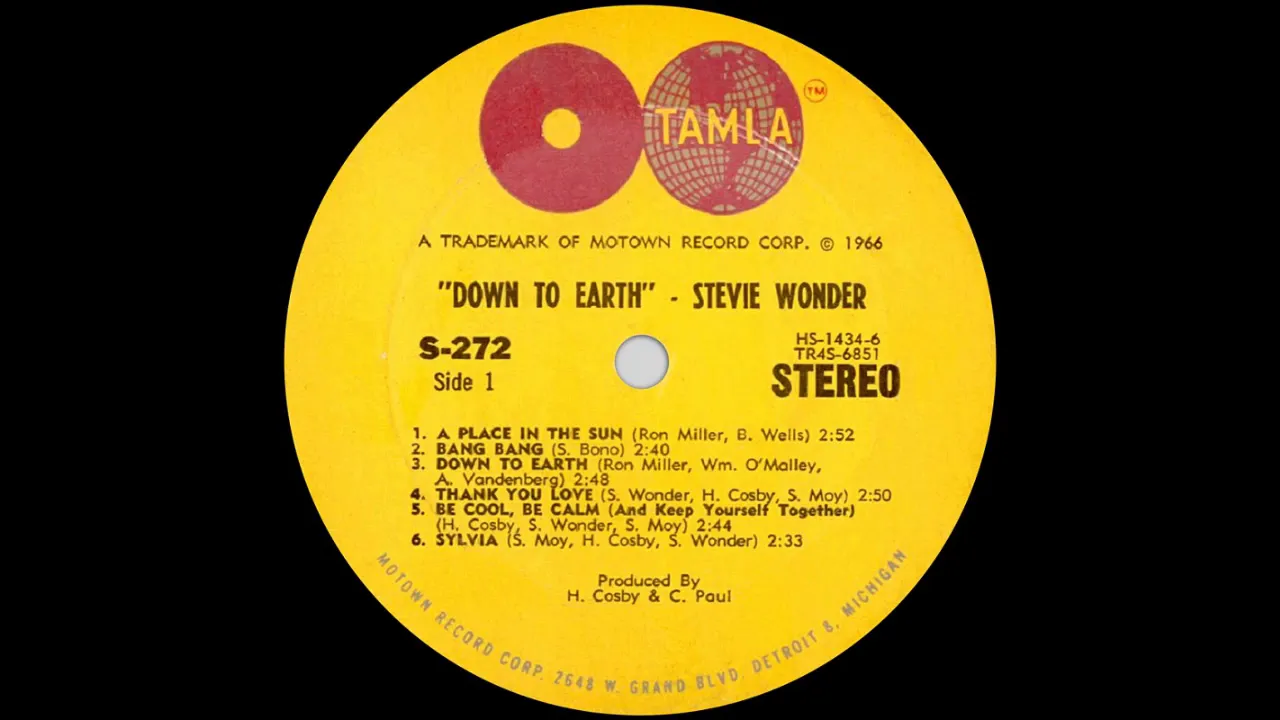 TAMLA
TM
A TRADEMARK OF MOTOWN RECORD CORP. © 1966
"DOWN TO EARTH" - STEVIE WONDER
S-272
Side 1
HS-1434-6
TR4S-6851
STEREO
1. A PLACE IN THE SUN (Ron Miller, B. Wells) 2:52
2. BANG BANG (S. Bono) 2:40
3. DOWN TO EARTH (Ron Miller, Wm. O'Malley,
A. Vandenberg) 2:48
4. THANK YOU LOVE (S. Wonder, H. Cosby, S. Moy) 2:50
5. BE COOL, BE CALM (And Keep Yourself Together)
(H. Cosby, S. Wonder, S. Moy) 2:44
6. SYLVIA (S. Moy, H. Cosby, S. Wonder) 2:33
Produced By
H. Cosby & C. Paul
MOTOWN RECORD CORP. 2648 W. GRAND BLVD. DETROIT 8, MICHIGAN